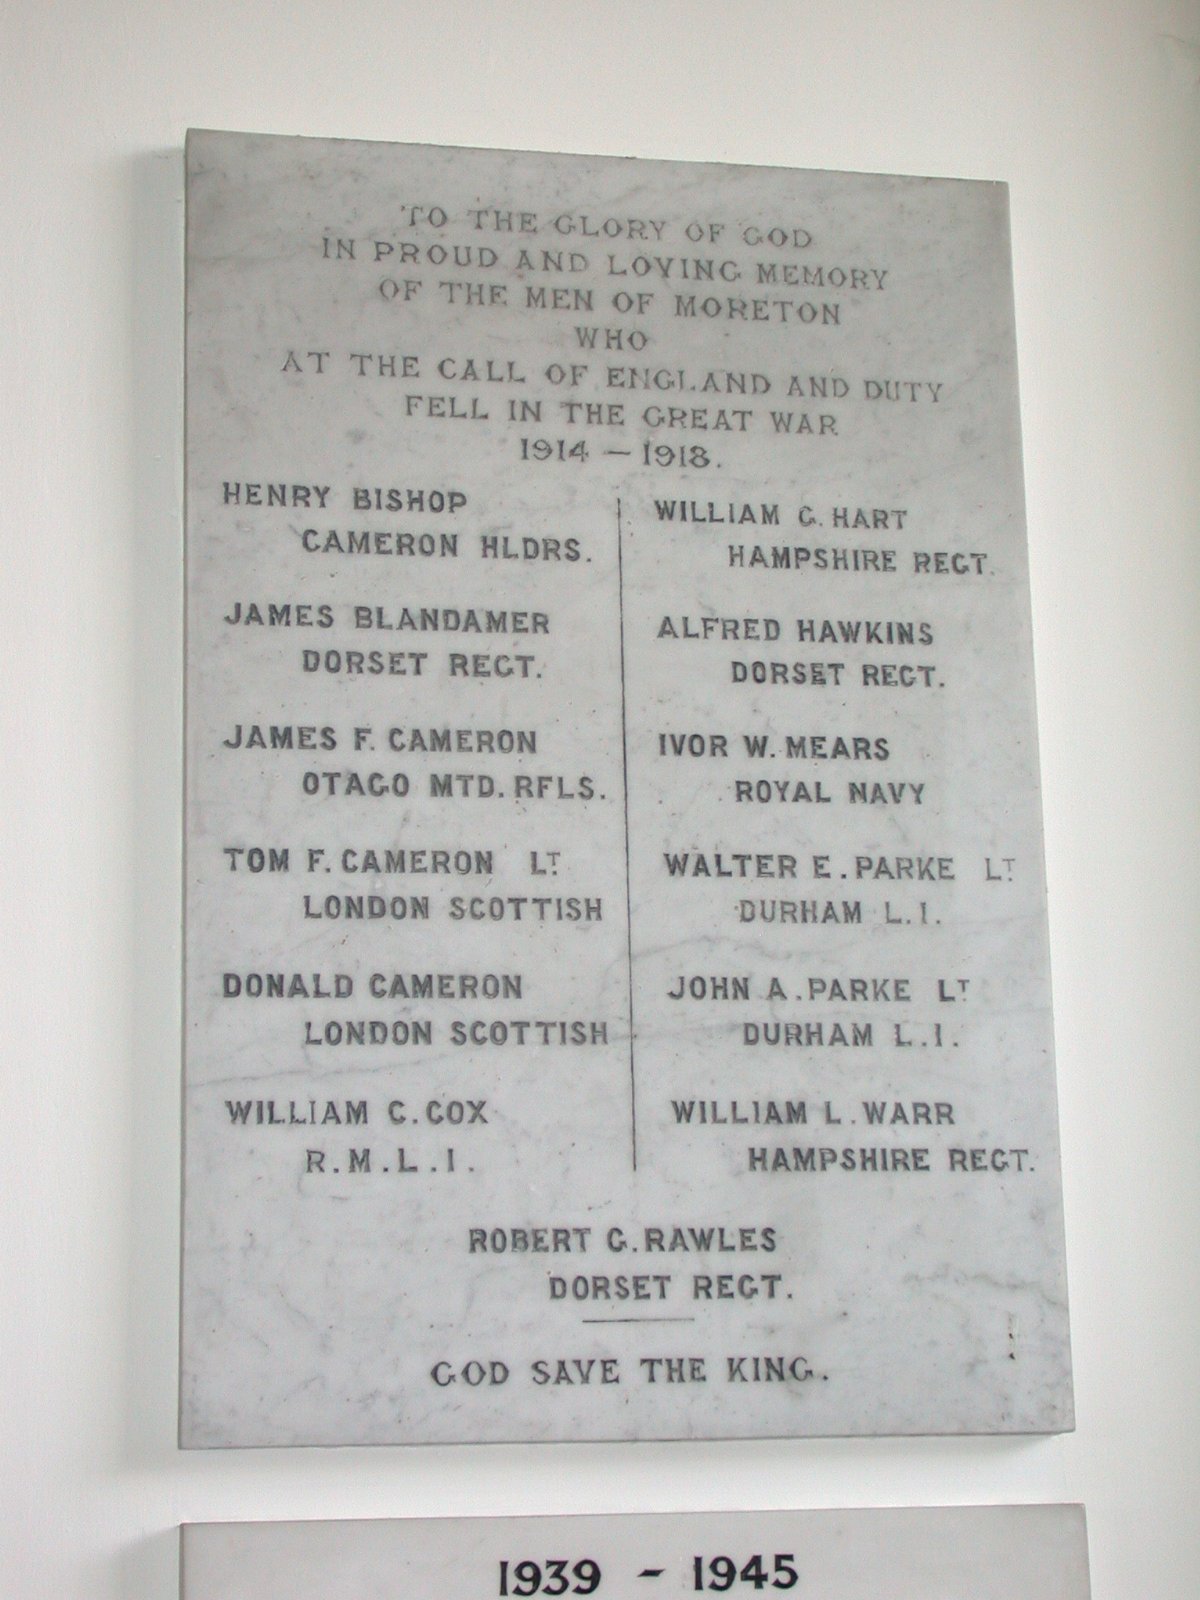 TO THE GLORY OF GOD
IN PROUD AND LOVING MEMORY
OF THE MEN OF MORETON
WHO
AT THE CALL OF ENGLAND AND DUTY
FELL IN THE GREAT WAR
1914 – 1918.
HENRY BISHOP
CAMERON HLDRS.
JAMES BLANDAMER
DORSET REGT.
JAMES F. CAMERON
OTAGO MTD. RFLS.
TOM F. CAMERON LT
LONDON SCOTTISH
DONALD CAMERON
LONDON SCOTTISH
WILLIAM C. COX
R.M.L.I.
WILLIAM G. HART
HAMPSHIRE REGT.
ALFRED HAWKINS
DORSET REGT.
IVOR W. MEARS
ROYAL NAVY
WALTER E. PARKE LT
DURHAM L.I.
JOHN A. PARKE LT
DURHAM L.I.
WILLIAM L. WARR
HAMPSHIRE REGT.
ROBERT G. RAWLES
DORSET REGT.
GOD SAVE THE KING.
1939 - 1945